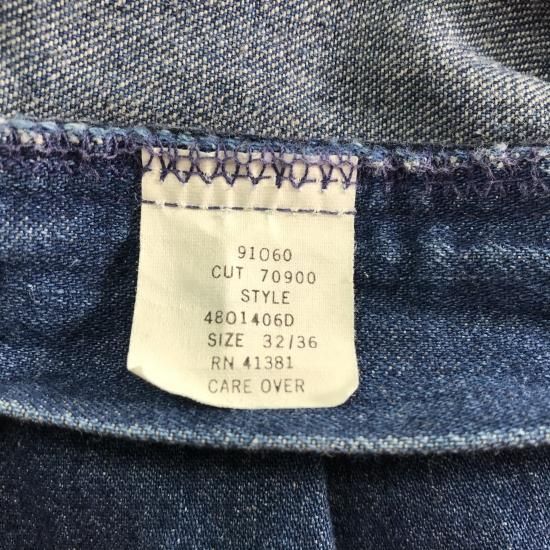 91060
CUT 70900
STYLE
4801406D
SIZE 32/36
RN 41381
CARE OVER